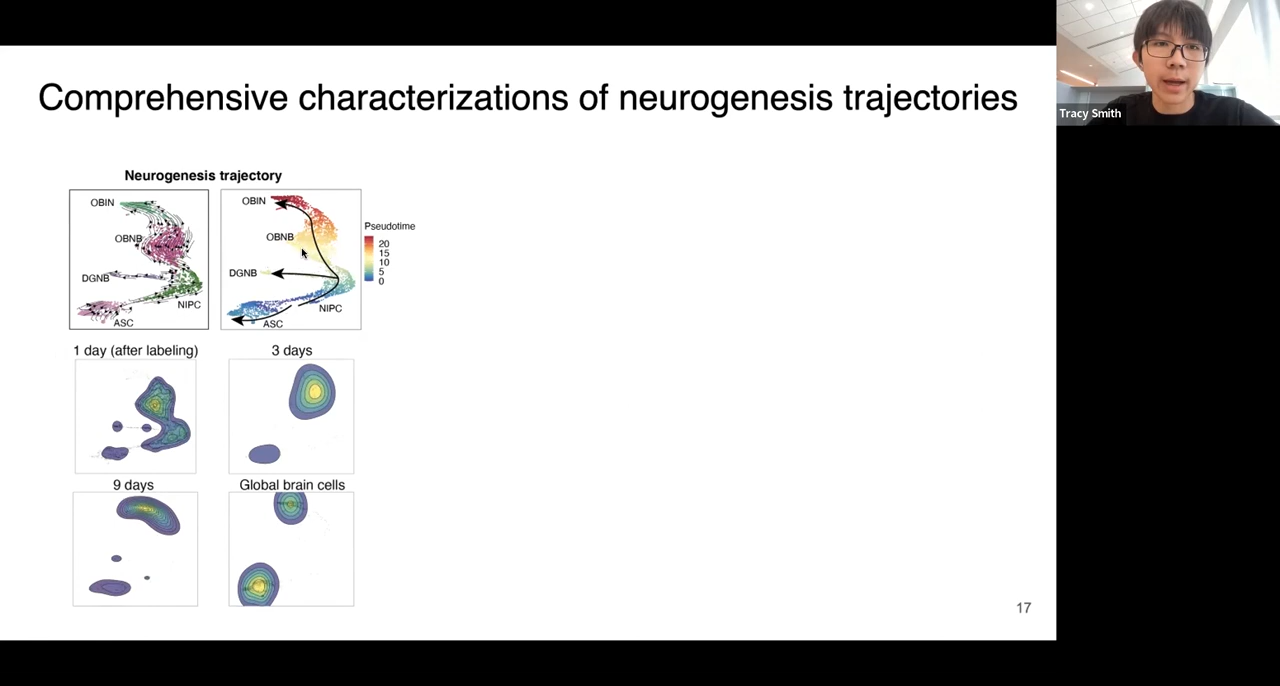 Comprehensive characterizations of neurogenesis trajectories
Tracy Smith
Neurogenesis trajectory
OBIN
OBNB
DGNB
NIPC
ASC
OBIN
OBNB
DGNB
NIPC
ASC
Pseudotime
20
15
10
5
0
1 day (after labeling)
3 days
9 days
Global brain cells
17